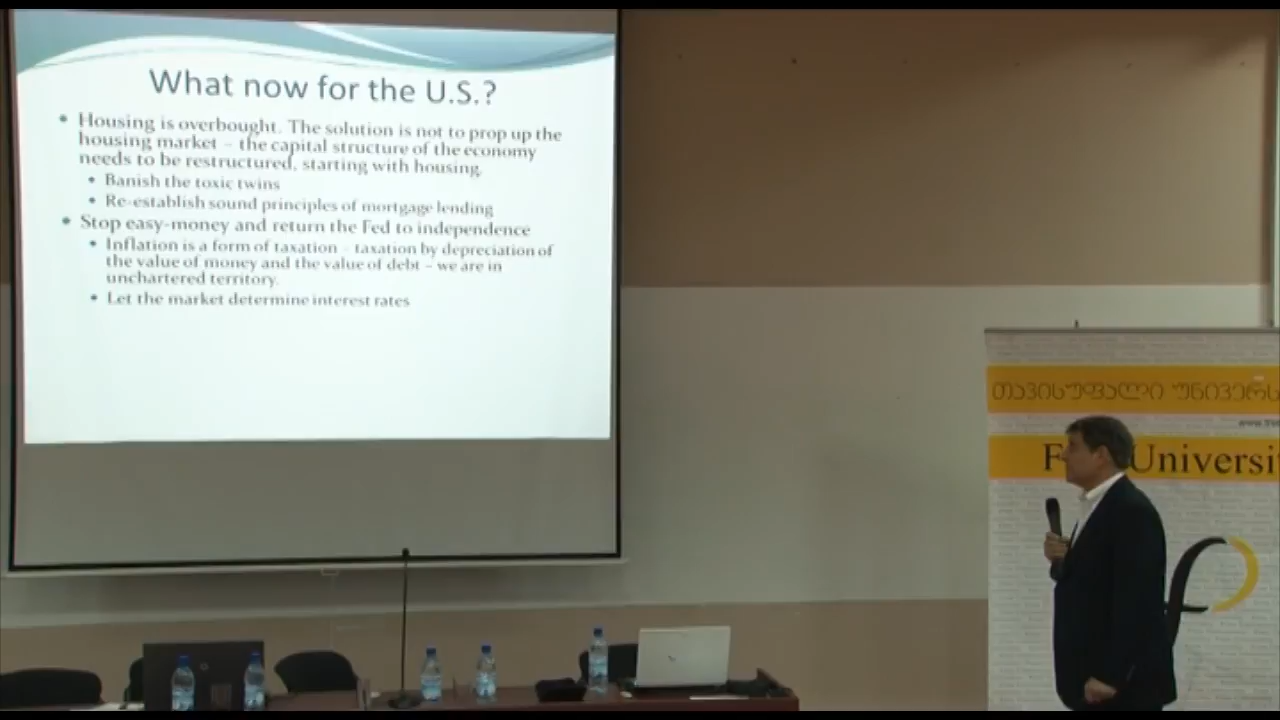 What now for the U.S.?
• Housing is overbought. The solution is not to prop up the
housing market – the capital structure of the economy
needs to be restructured, starting with housing.
• Banish the toxic twins
• Re-establish sound principles of mortgage lending
• Stop easy-money and return the Fed to independence
• Inflation is a form of taxation – taxation by depreciation of
the value of money and the value of debt – we are in
unchartered territory.
• Let the market determine interest rates
თავისუფალი უნივერს
www.
F Universi